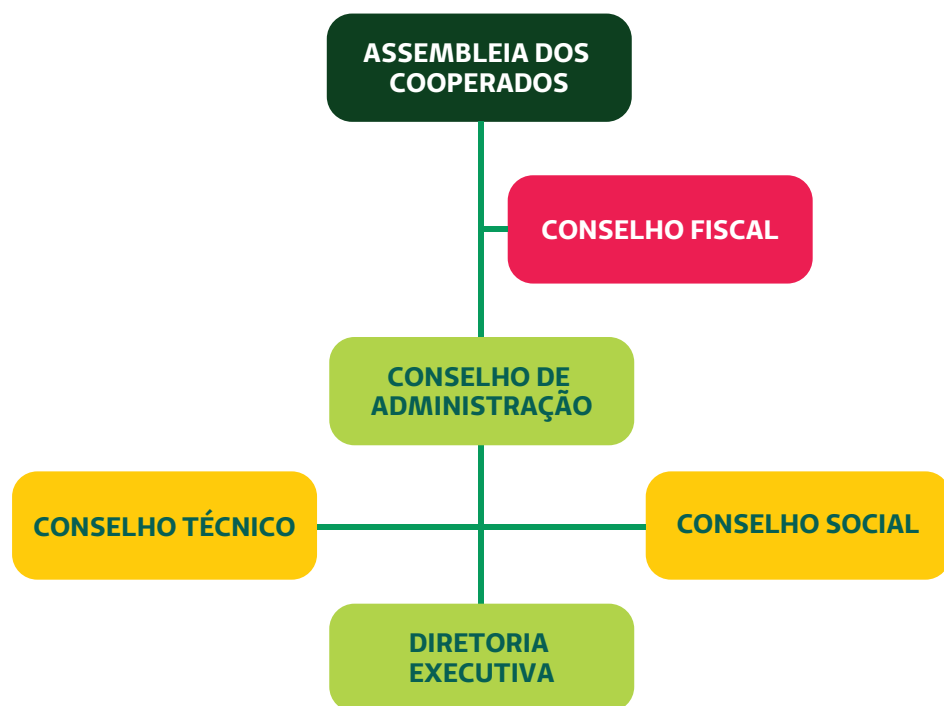 ASSEMBLEIA DOS
COOPERADOS
CONSELHO FISCAL
CONSELHO DE
ADMINISTRAÇÃO
CONSELHO TÉCNICO
CONSELHO SOCIAL
DIRETORIA
EXECUTIVA